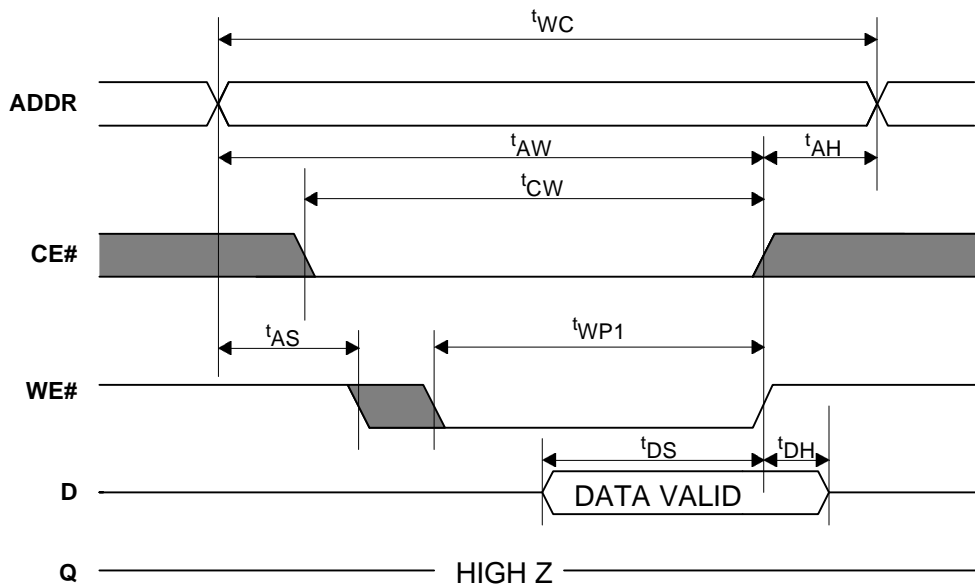 tWC
ADDR
tAW
tAH
tCW
CE#
tAS
tWP1
WE#
tDS
tDH
D
DATA VALID
Q
HIGH Z